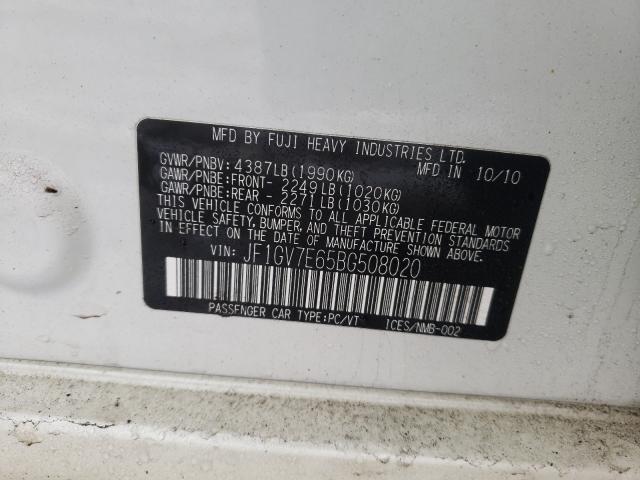 MFD BY FUJI HEAVY INDUSTRIES LTD.
GVWR/PNBV: 4387LB(1990KG) MFD IN 10/10
GAWR/PNBE:FRONT- 2249LB(1020KG)
GAWR/PNBE:REAR - 2271LB(1030KG)
THIS VEHICLE CONFORMS TO ALL APPLICABLE FEDERAL MOTOR
VEHICLE SAFETY, BUMPER AND THEFT PREVENTION STANDARDS
IN EFFECT ON THE DATE OF MANUFACTURE SHOWN ABOVE.
VIN: JF1GV7E65BG508020
PASSENGER CAR TYPE:PC/VT ICES/NMB-002